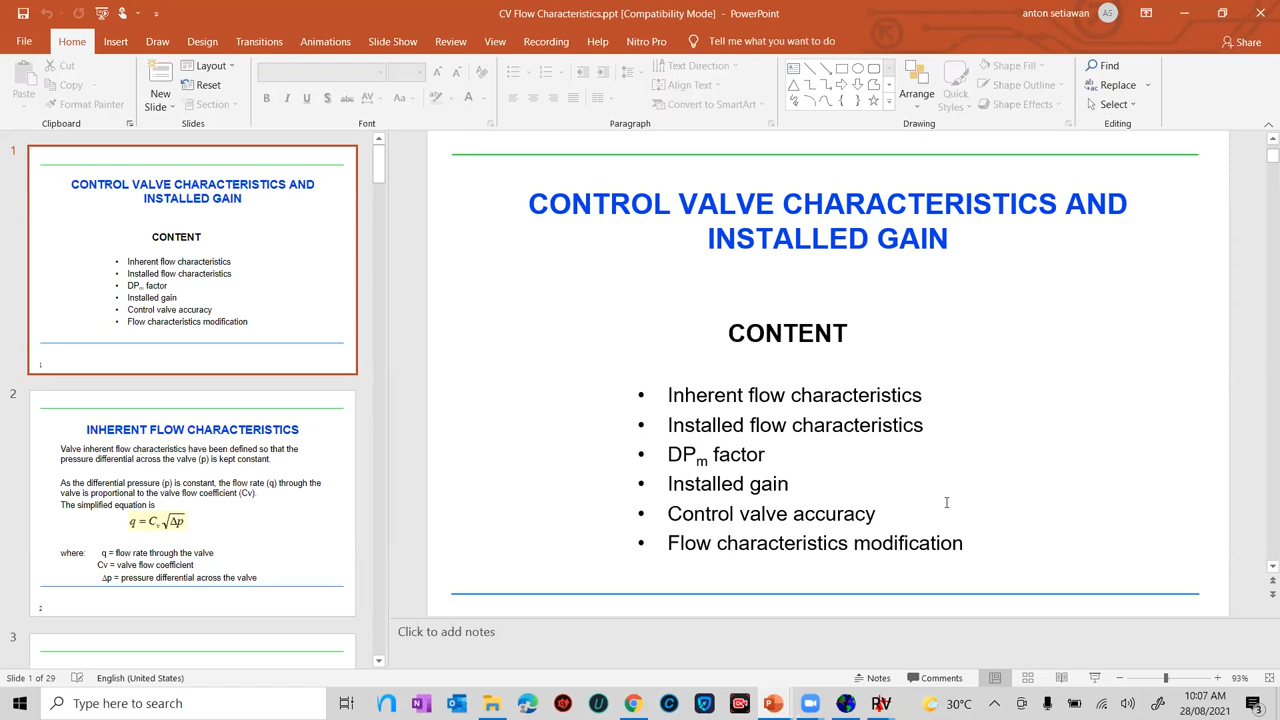 CV Flow Characteristics.ppt [Compatibility Mode] - PowerPoint
anton setiawan AS
File Home Insert Draw Design Transitions Animations Slide Show Review View Recording Help Nitro Pro Tell me what you want to do Share
Paste
Cut
Copy
Format Painter
Clipboard
New Slide
Layout
Reset
Section
Slides
B I U S abc AV Aa A
Font
Text Direction
Align Text
Convert to SmartArt
Paragraph
Arrange
Quick Styles
Shape Fill
Shape Outline
Shape Effects
Drawing
Find
Replace
Select
Editing
1
CONTROL VALVE CHARACTERISTICS AND
INSTALLED GAIN
CONTENT
• Inherent flow characteristics
• Installed flow characteristics
• DPm factor
• Installed gain
• Control valve accuracy
• Flow characteristics modification
1
2
INHERENT FLOW CHARACTERISTICS
Valve inherent flow characteristics have been defined so that the
pressure differential across the valve (p) is kept constant.
As the differential pressure (p) is constant, the flow rate (q) through the
valve is proportional to the valve flow coefficient (Cv).
The simplified equation is
q = Cv√Δp
where: q = flow rate through the valve
Cv = valve flow coefficient
Δp = pressure differential across the valve
2
3
CONTROL VALVE CHARACTERISTICS AND
INSTALLED GAIN
CONTENT
• Inherent flow characteristics
• Installed flow characteristics
• DPm factor
• Installed gain
• Control valve accuracy
• Flow characteristics modification
Click to add notes
Slide 1 of 29 English (United States) Notes Comments 93%
Type here to search
30°C
10:07 AM
28/08/2021
3